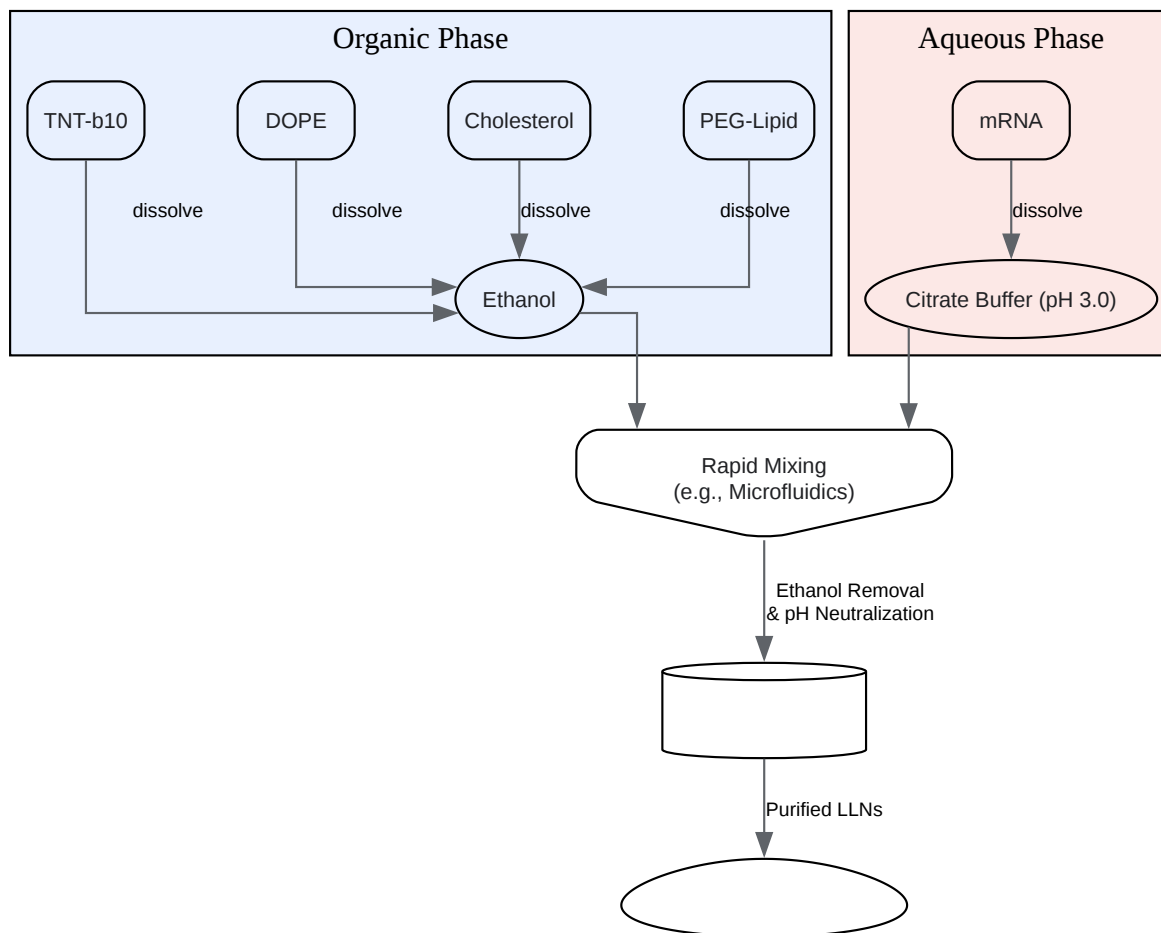 Organic Phase
Aqueous Phase
TNT-b10
DOPE
Cholesterol
PEG-Lipid
mRNA
dissolve
dissolve
dissolve
dissolve
dissolve
Ethanol
Citrate Buffer (pH 3.0)
Rapid Mixing
(e.g., Microfluidics)
Ethanol Removal
& pH Neutralization
Purified LLNs